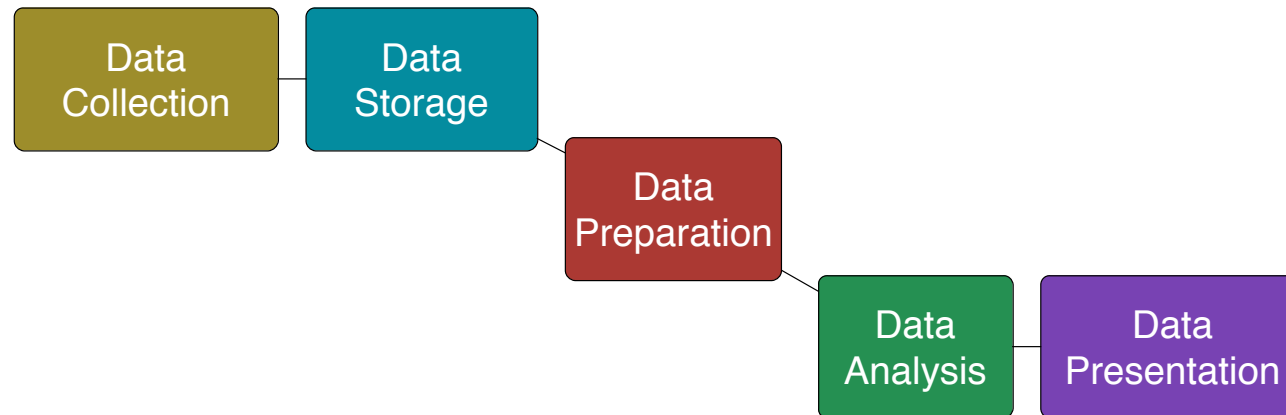 Data
Collection
Data
Storage
Data
Preparation
Data
Analysis
Data
Presentation